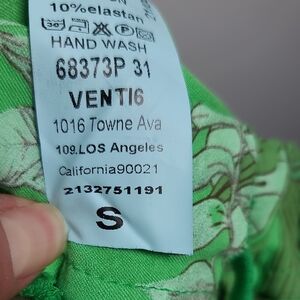 10%elastan
HAND WASH
68373P 31
VENTI6
1016 Towne Ava
109.LOS Angeles
California90021
2132751191
S